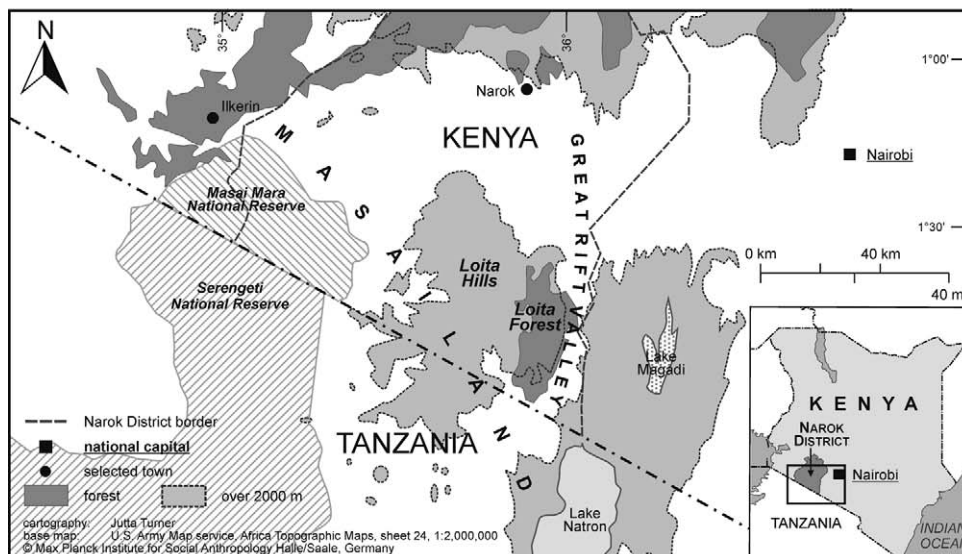 N
35°
36°
1°00'
Ilkerin
Narok
KENYA
Nairobi
MASAILAND
GREAT RIFT VALLEY
Masai Mara
National Reserve
1°30'
Serengeti
National Reserve
Loita
Hills
Loita
Forest
Lake
Magadi
0 km 40 km
40 m
TANZANIA
Lake
Natron
Narok District border
national capital
selected town
forest
over 2000 m
cartography: Jutta Turner
base map: U.S. Army Map service, Africa Topographic Maps, sheet 24, 1:2,000,000
© Max Planck Institute for Social Anthropology Halle/Saale, Germany
KENYA
NAROK
DISTRICT
Nairobi
TANZANIA
INDIAN
OCEAN